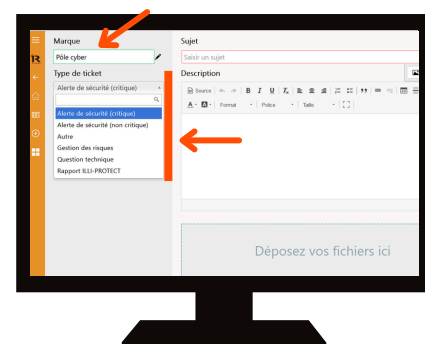 Marque
Sujet
Pôle cyber
Saisir un sujet
Type de ticket
Description
Alerte de sécurité (critique)
Source
B I U Ix
Format
Police
Taille
Alerte de sécurité (critique)
Alerte de sécurité (non critique)
Autre
Gestion des risques
Question technique
Rapport ILLI-PROTECT
Déposez vos fichiers ici